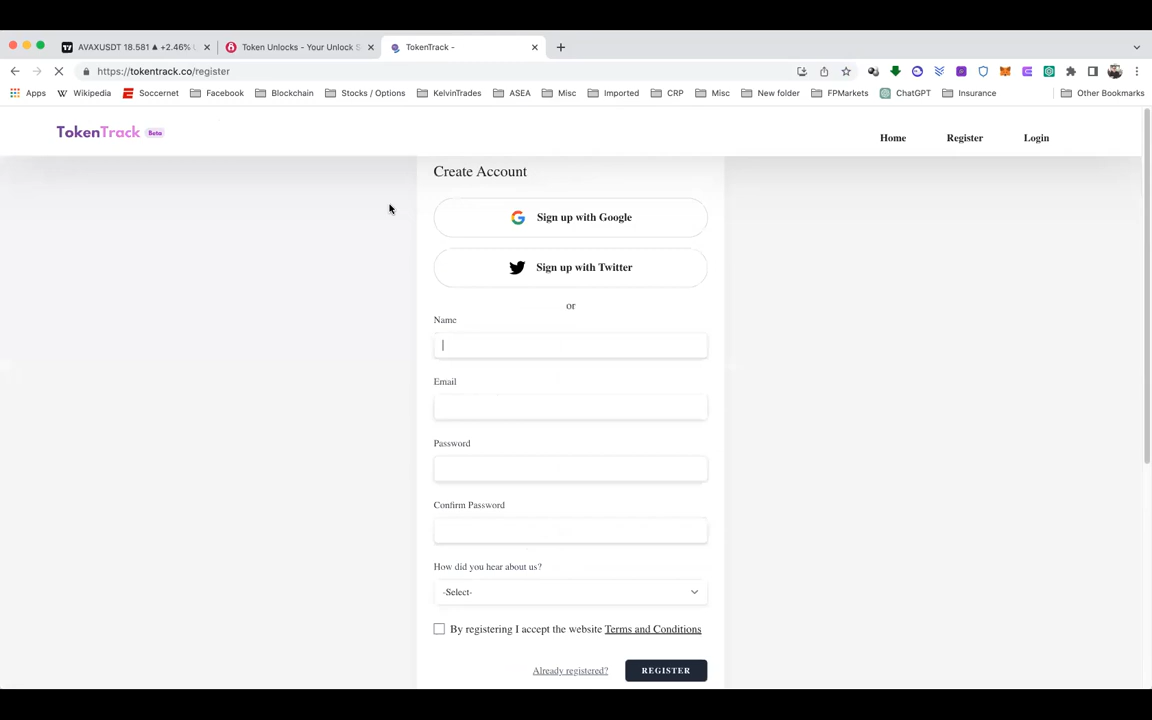 AVAXUSDT 18.581 ▲ +2.46% U
Token Unlocks - Your Unlock S
TokenTrack -
https://tokentrack.co/register
Apps
Wikipedia
Soccernet
Facebook
Blockchain
Stocks / Options
KelvinTrades
ASEA
Misc
Imported
CRP
Misc
New folder
FPMarkets
ChatGPT
Insurance
Other Bookmarks
TokenTrack Beta
Home
Register
Login
Create Account
Sign up with Google
Sign up with Twitter
or
Name
Email
Password
Confirm Password
How did you hear about us?
-Select-
By registering I accept the website Terms and Conditions
Already registered?
REGISTER